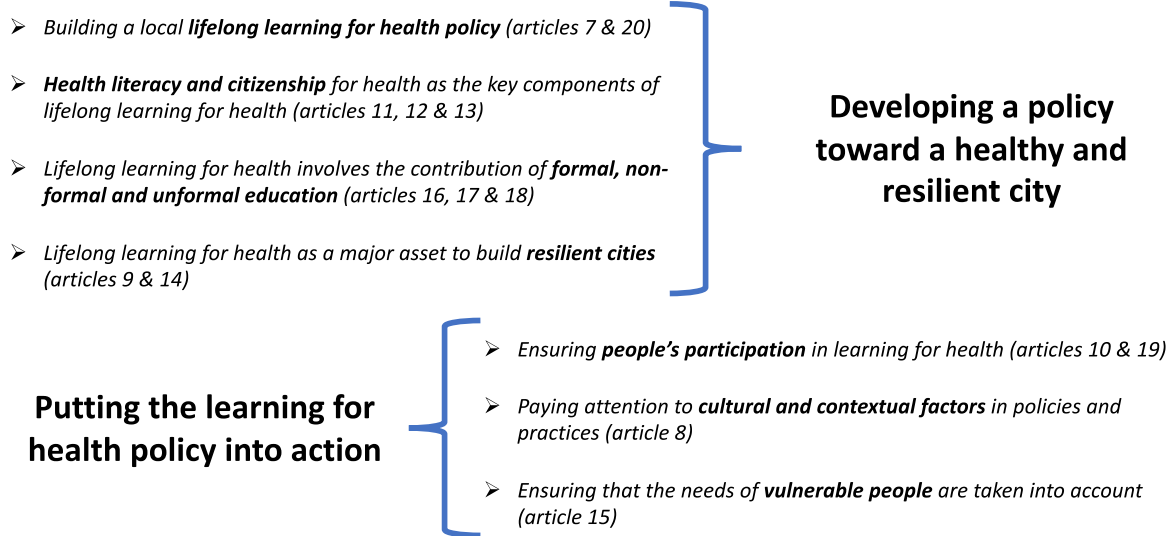 ➢ Building a local lifelong learning for health policy (articles 7 & 20)
➢ Health literacy and citizenship for health as the key components of
lifelong learning for health (articles 11, 12 & 13)
➢ Lifelong learning for health involves the contribution of formal, non-
formal and unformal education (articles 16, 17 & 18)
➢ Lifelong learning for health as a major asset to build resilient cities
(articles 9 & 14)
Developing a policy
toward a healthy and
resilient city
Putting the learning for
health policy into action
➢ Ensuring people’s participation in learning for health (articles 10 & 19)
➢ Paying attention to cultural and contextual factors in policies and
practices (article 8)
➢ Ensuring that the needs of vulnerable people are taken into account
(article 15)